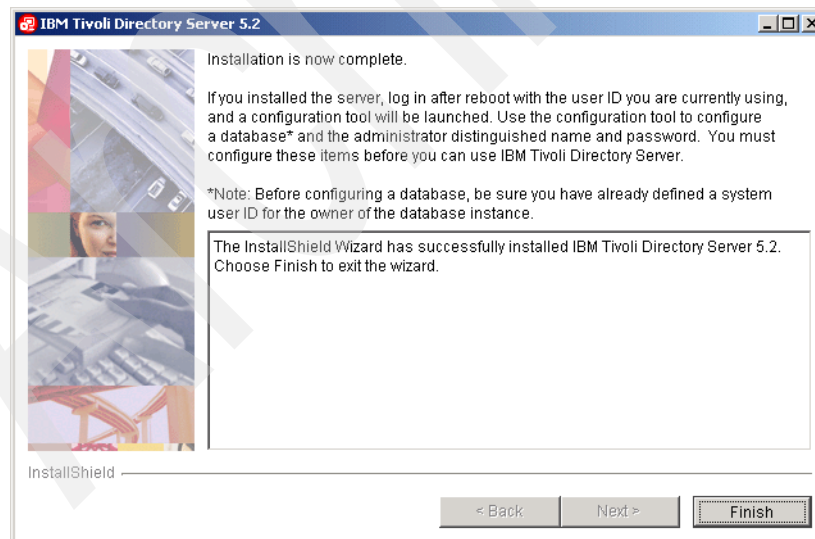 IBM Tivoli Directory Server 5.2
Installation is now complete.
If you installed the server, log in after reboot with the user ID you are currently using,
and a configuration tool will be launched. Use the configuration tool to configure
a database* and the administrator distinguished name and password. You must
configure these items before you can use IBM Tivoli Directory Server.
*Note: Before configuring a database, be sure you have already defined a system
user ID for the owner of the database instance.
The InstallShield Wizard has successfully installed IBM Tivoli Directory Server 5.2.
Choose Finish to exit the wizard.
InstallShield
< Back
Next >
Finish